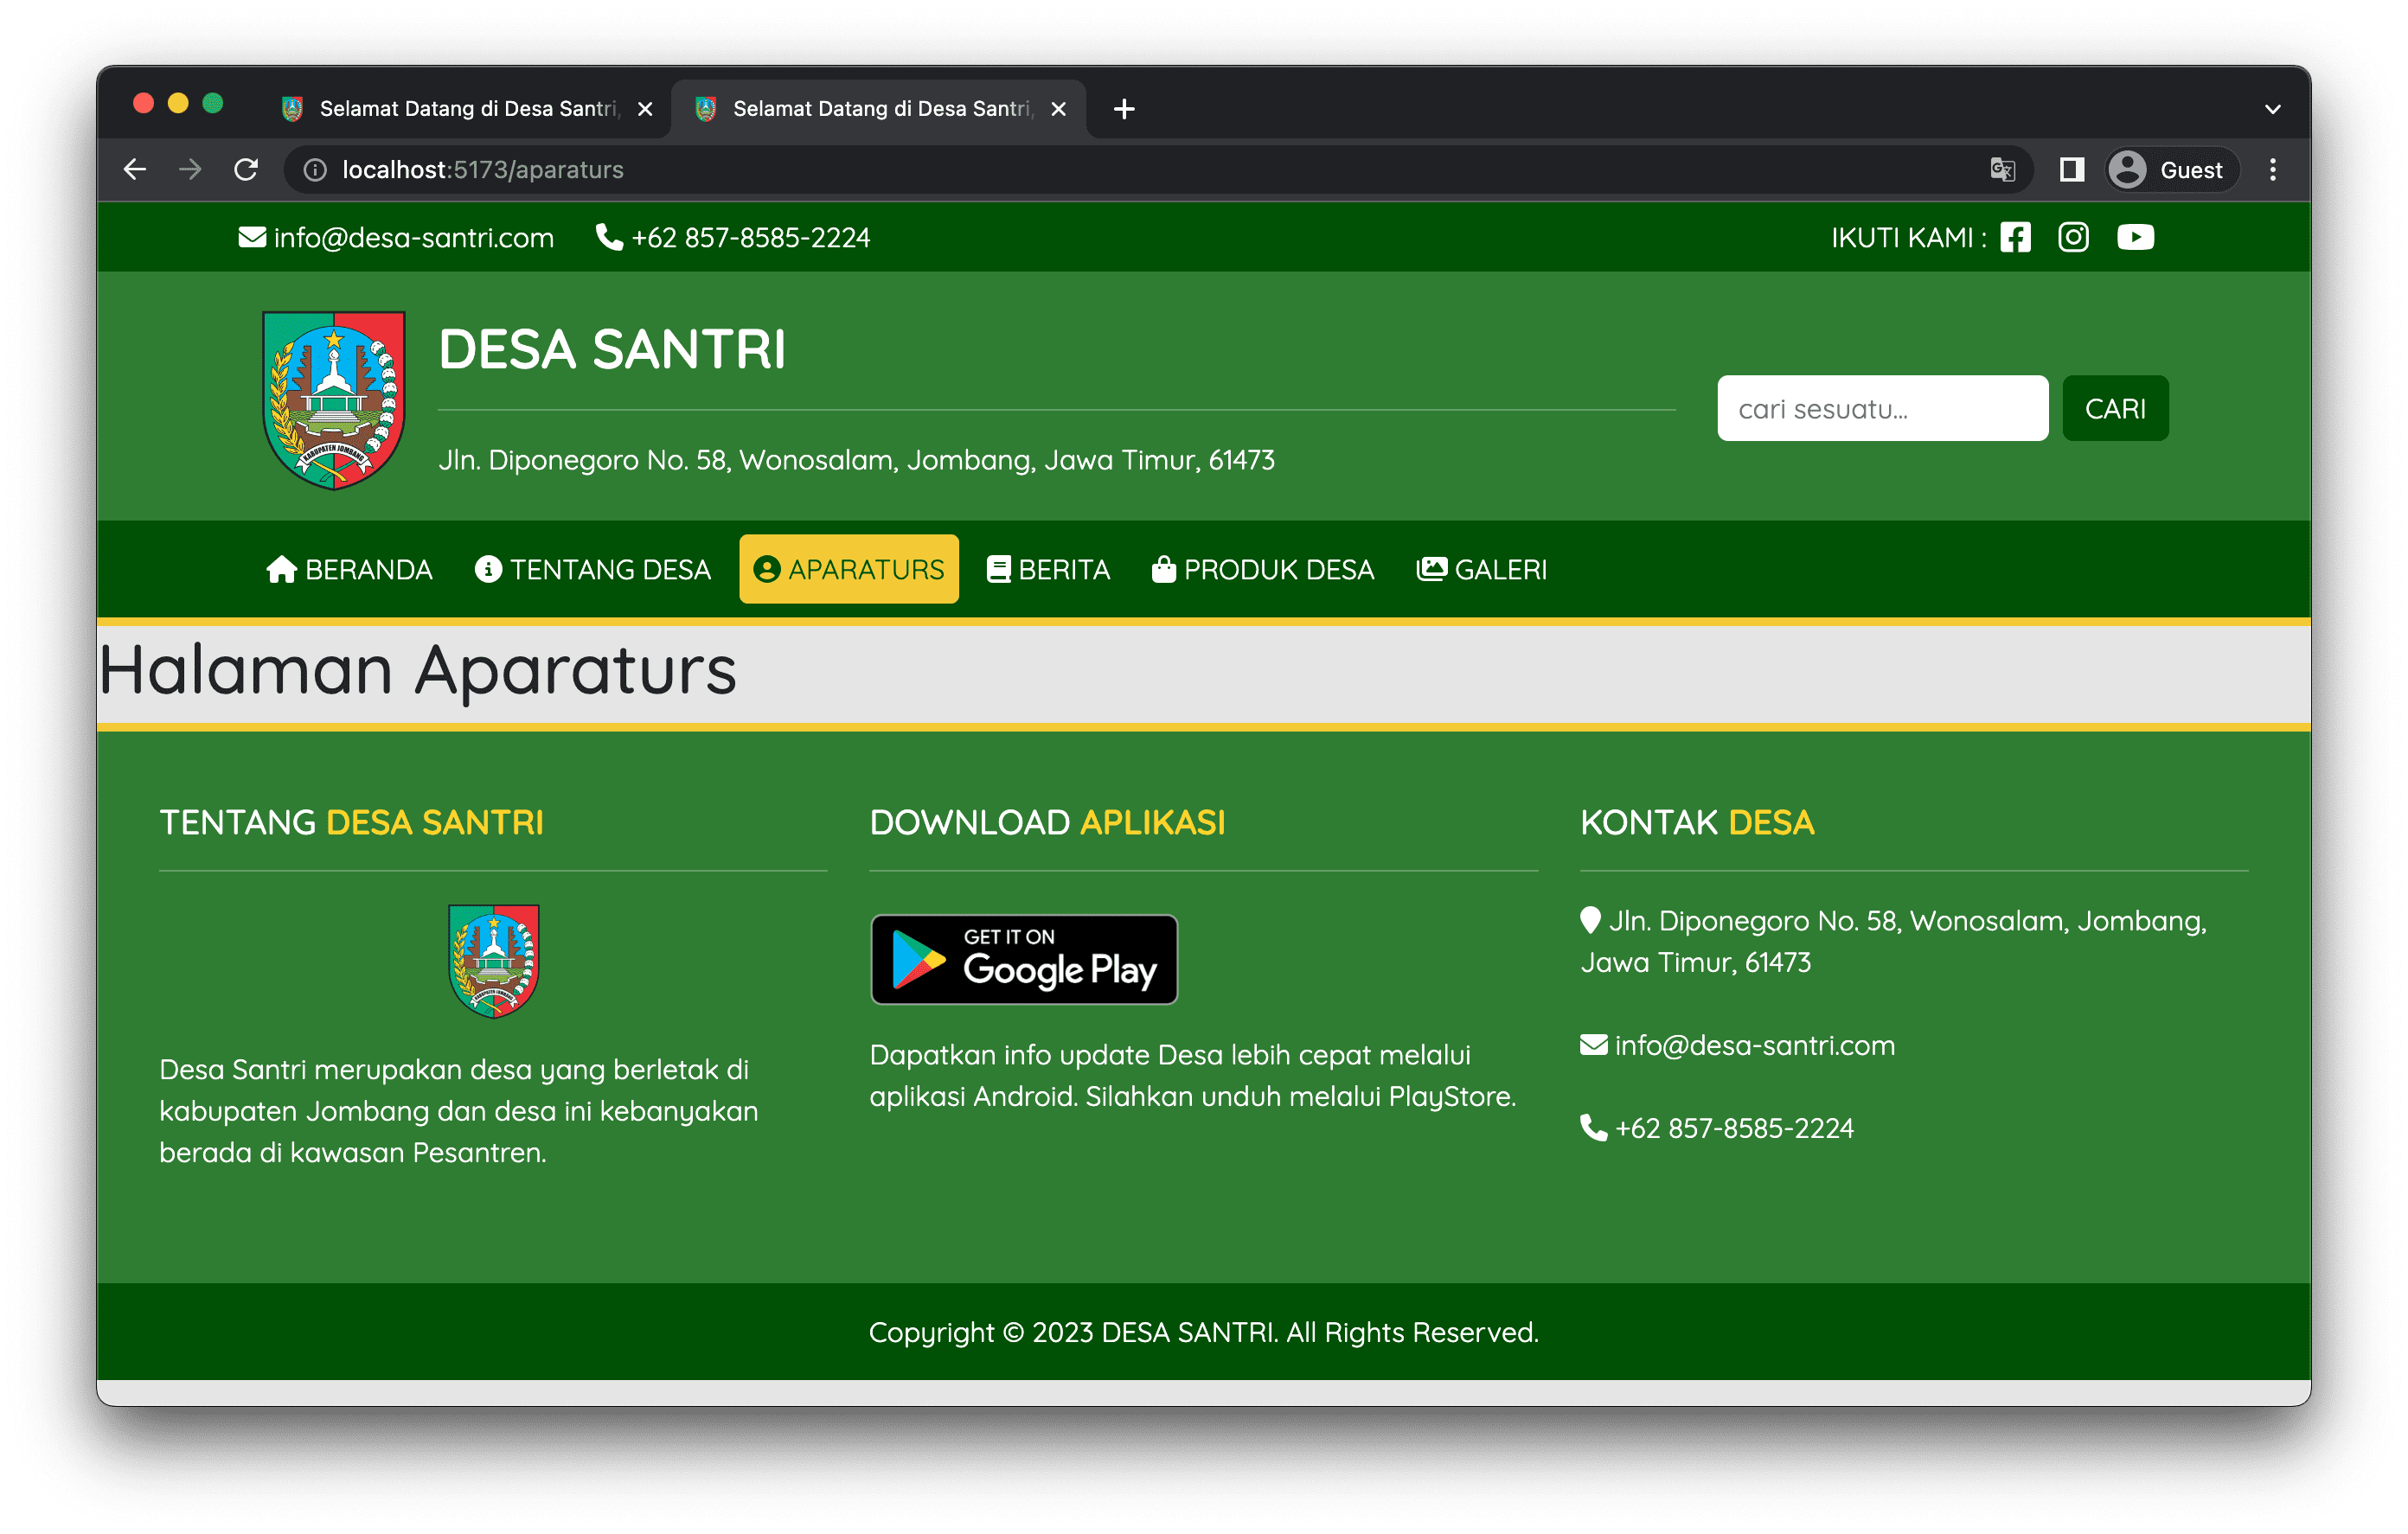 Selamat Datang di Desa Santri,
Selamat Datang di Desa Santri,
localhost:5173/aparaturs
Guest
info@desa-santri.com
+62 857-8585-2224
IKUTI KAMI :
DESA SANTRI
Jln. Diponegoro No. 58, Wonosalam, Jombang, Jawa Timur, 61473
KABUPATEN JOMBANG
cari sesuatu...
CARI
BERANDA
TENTANG DESA
APARATURS
BERITA
PRODUK DESA
GALERI
Halaman Aparaturs
TENTANG DESA SANTRI
KABUPATEN JOMBANG
Desa Santri merupakan desa yang berletak di
kabupaten Jombang dan desa ini kebanyakan
berada di kawasan Pesantren.
DOWNLOAD APLIKASI
GET IT ON
Google Play
Dapatkan info update Desa lebih cepat melalui
aplikasi Android. Silahkan unduh melalui PlayStore.
KONTAK DESA
Jln. Diponegoro No. 58, Wonosalam, Jombang,
Jawa Timur, 61473
info@desa-santri.com
+62 857-8585-2224
Copyright © 2023 DESA SANTRI. All Rights Reserved.